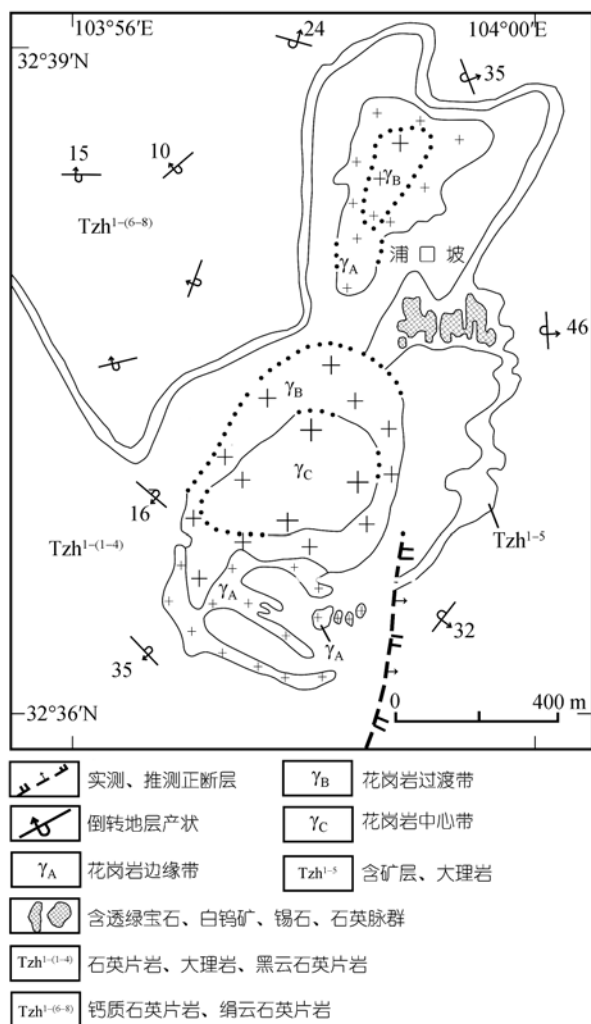 103°56′E
104°00′E
32°39′N
24
35
15
10
γB
Tzh1-(6-8)
γA
浦口坡
46
γB
γC
16
Tzh1-(1-4)
Tzh1-5
γA
γA
32
35
32°36′N
0
400 m
实测、推测正断层
γB 花岗岩过渡带
倒转地层产状
γC 花岗岩中心带
γA 花岗岩边缘带
Tzh1-5 含矿层、大理岩
含透绿宝石、白钨矿、锡石、石英脉群
Tzh1-(1-4) 石英片岩、大理岩、黑云石英片岩
Tzh1-(6-8) 钙质石英片岩、绢云石英片岩